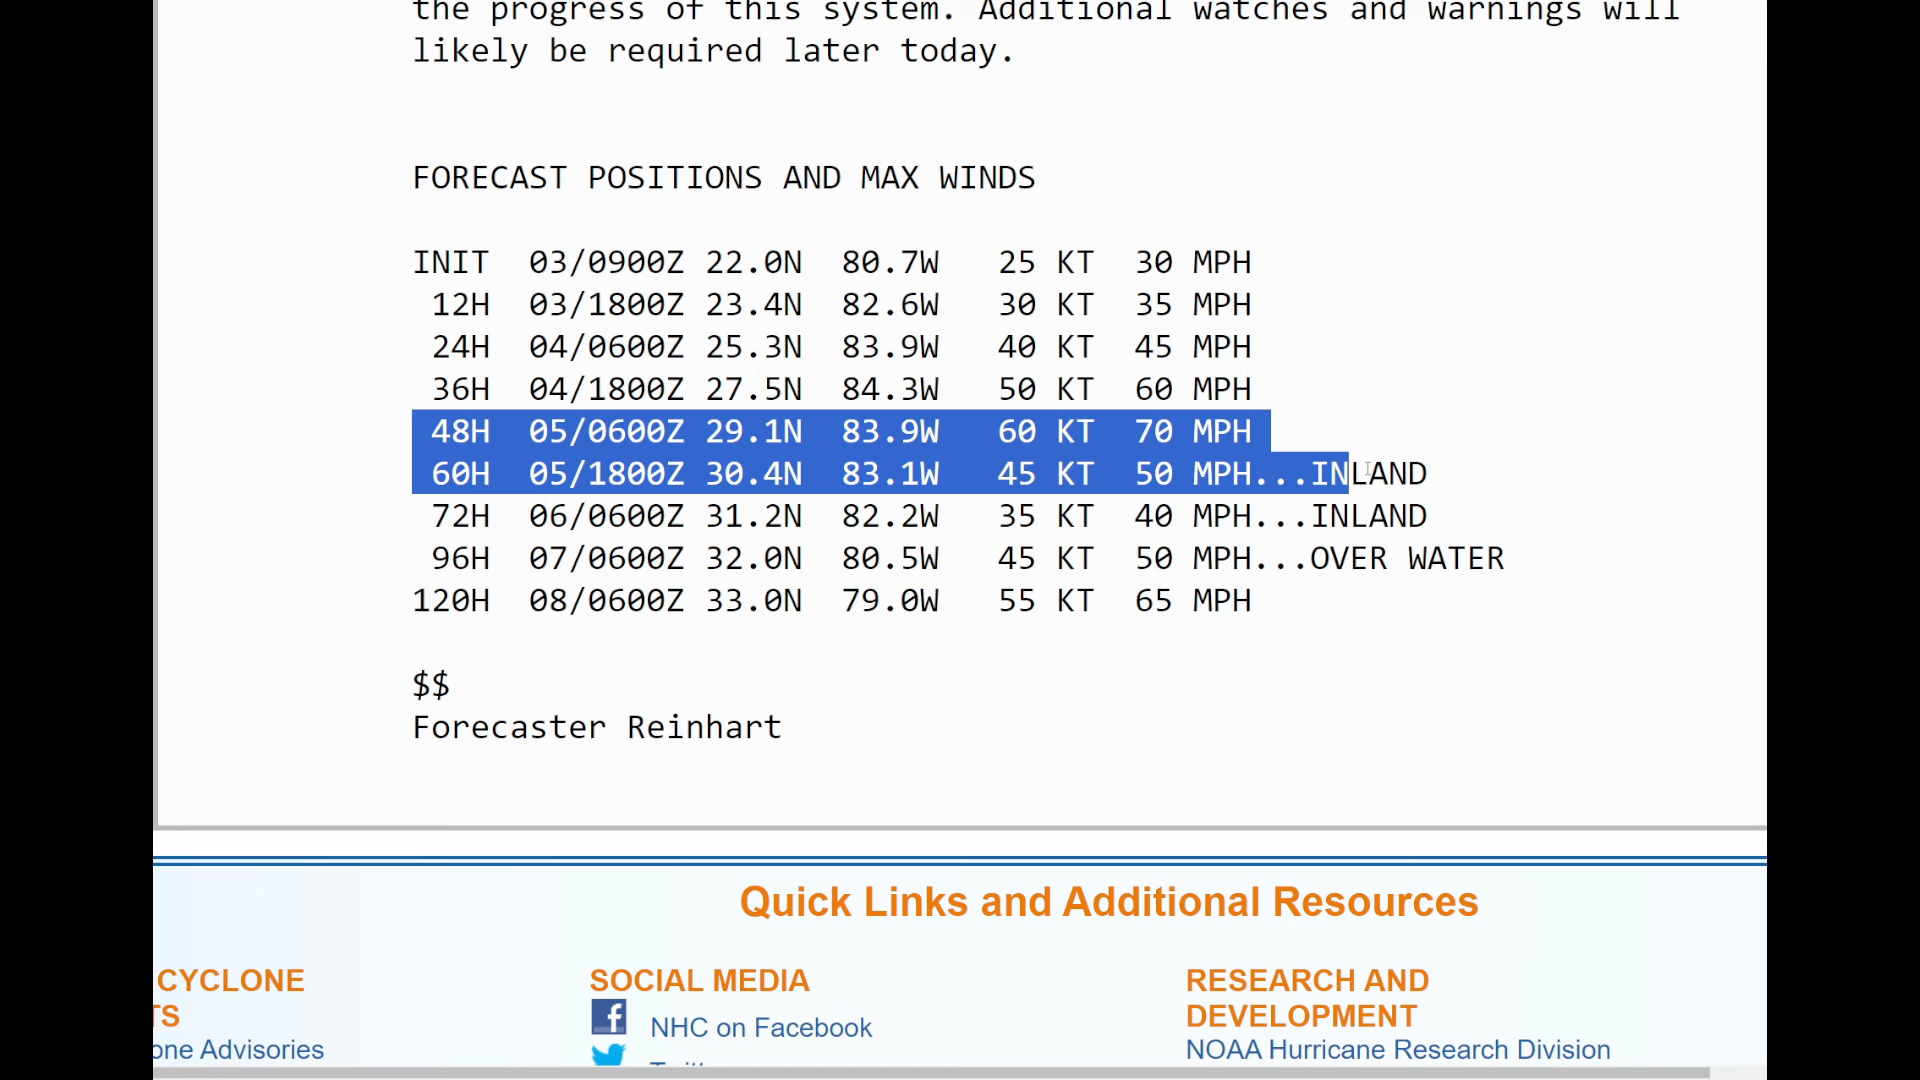 the progress of this system. Additional watches and warnings will
likely be required later today.
FORECAST POSITIONS AND MAX WINDS
INIT 03/0900Z 22.0N 80.7W 25 KT 30 MPH
12H 03/1800Z 23.4N 82.6W 30 KT 35 MPH
24H 04/0600Z 25.3N 83.9W 40 KT 45 MPH
36H 04/1800Z 27.5N 84.3W 50 KT 60 MPH
48H 05/0600Z 29.1N 83.9W 60 KT 70 MPH
60H 05/1800Z 30.4N 83.1W 45 KT 50 MPH...INLAND
72H 06/0600Z 31.2N 82.2W 35 KT 40 MPH...INLAND
96H 07/0600Z 32.0N 80.5W 45 KT 50 MPH...OVER WATER
120H 08/0600Z 33.0N 79.0W 55 KT 65 MPH
$$
Forecaster Reinhart
Quick Links and Additional Resources
CYCLONE
TS
one Advisories
SOCIAL MEDIA
NHC on Facebook
RESEARCH AND
DEVELOPMENT
NOAA Hurricane Research Division